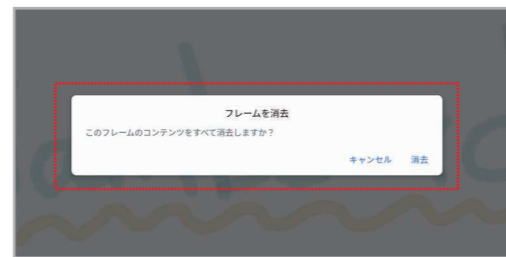 フレームを消去
このフレームのコンテンツをすべて消去しますか？
キャンセル 消去